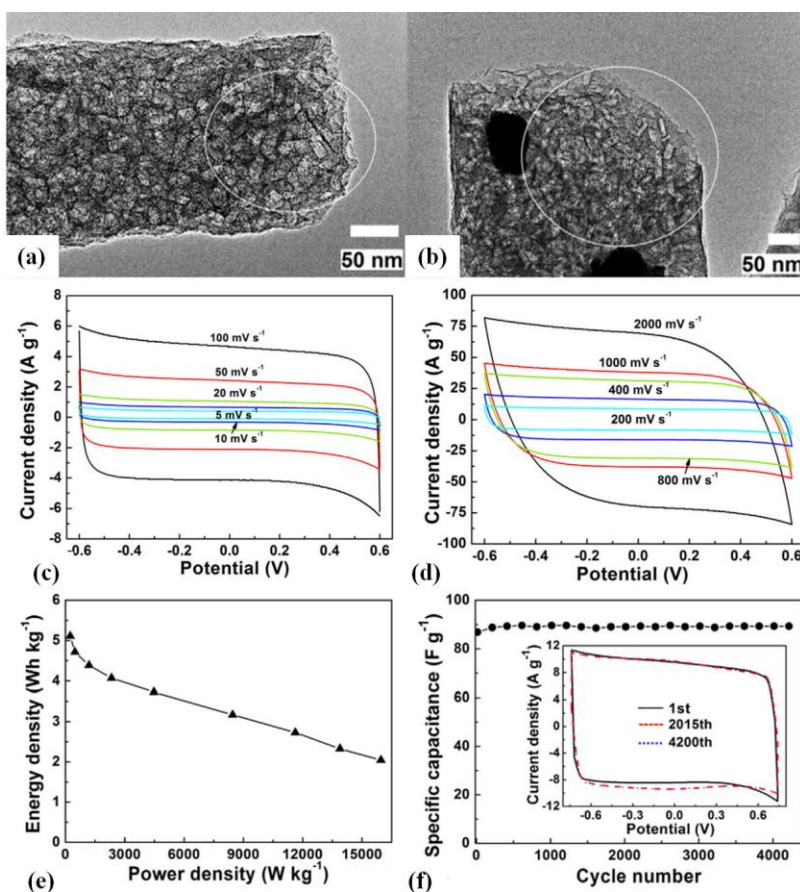 50 nm
(a)
50 nm
(b)
8
6
4
2
0
-2
-4
-6
-8
100 mV s⁻¹
50 mV s⁻¹
20 mV s⁻¹
5 mV s⁻¹
10 mV s⁻¹
-0.6 -0.4 -0.2 0.0 0.2 0.4 0.6
Current density (A g⁻¹)
Potential (V)
(c)
100
75
50
25
0
-25
-50
-75
-100
2000 mV s⁻¹
1000 mV s⁻¹
400 mV s⁻¹
200 mV s⁻¹
800 mV s⁻¹
-0.6 -0.4 -0.2 0.0 0.2 0.4 0.6
Current density (A g⁻¹)
Potential (V)
(d)
6
5
4
3
2
1
0
0 3000 6000 9000 12000 15000
Energy density (Wh kg⁻¹)
Power density (W kg⁻¹)
(e)
100
80
60
40
20
0
0 1000 2000 3000 4000
Specific capacitance (F g⁻¹)
Cycle number
12
8
4
0
-4
-8
-12
1st
2015th
4200th
-0.6 -0.3 0.0 0.3 0.6
Current density (A g⁻¹)
Potential (V)
(f)